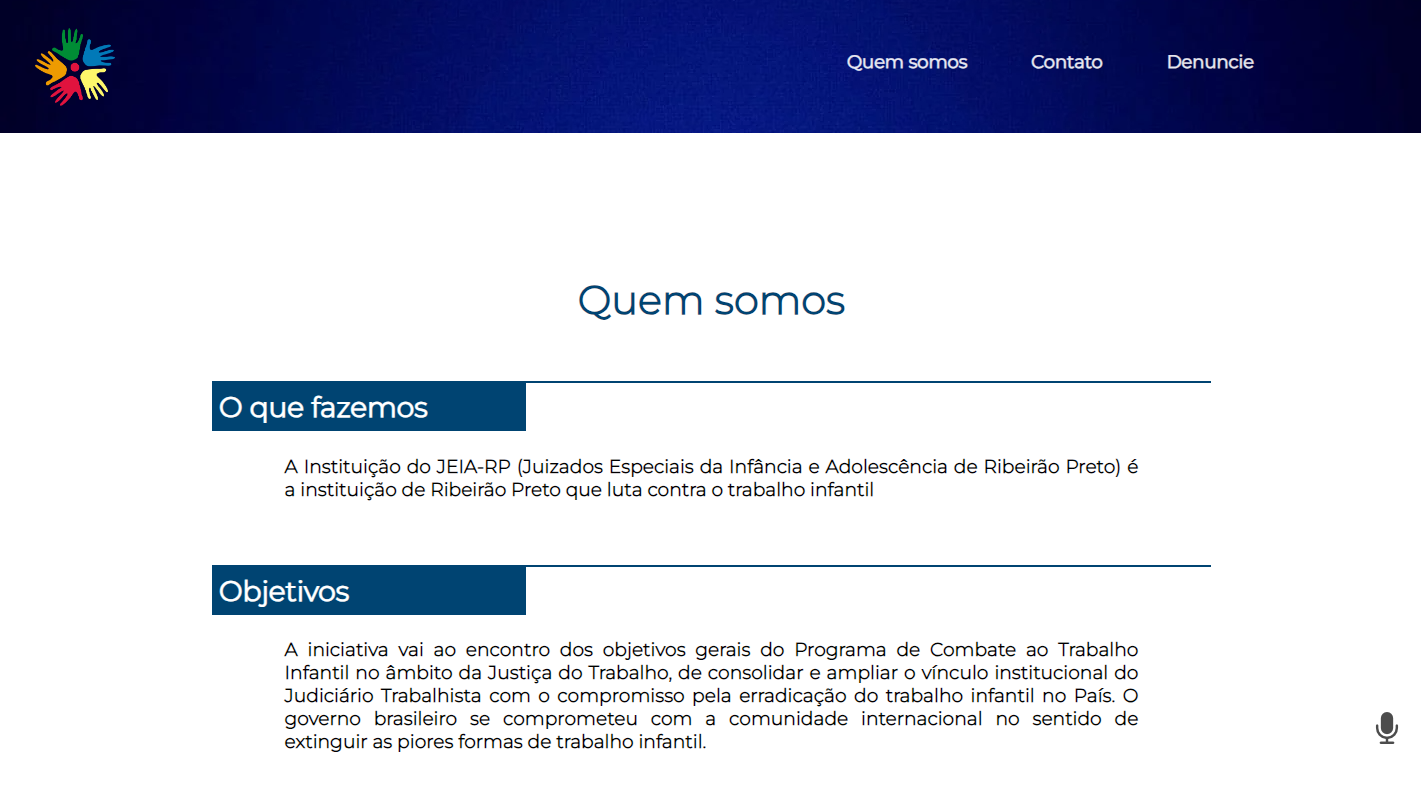 Quem somos
Contato
Denuncie
Quem somos
O que fazemos
A Instituição do JEIA-RP (Juizados Especiais da Infância e Adolescência de Ribeirão Preto) é
a instituição de Ribeirão Preto que luta contra o trabalho infantil
Objetivos
A iniciativa vai ao encontro dos objetivos gerais do Programa de Combate ao Trabalho
Infantil no âmbito da Justiça do Trabalho, de consolidar e ampliar o vínculo institucional do
Judiciário Trabalhista com o compromisso pela erradicação do trabalho infantil no País. O
governo brasileiro se comprometeu com a comunidade internacional no sentido de
extinguir as piores formas de trabalho infantil.